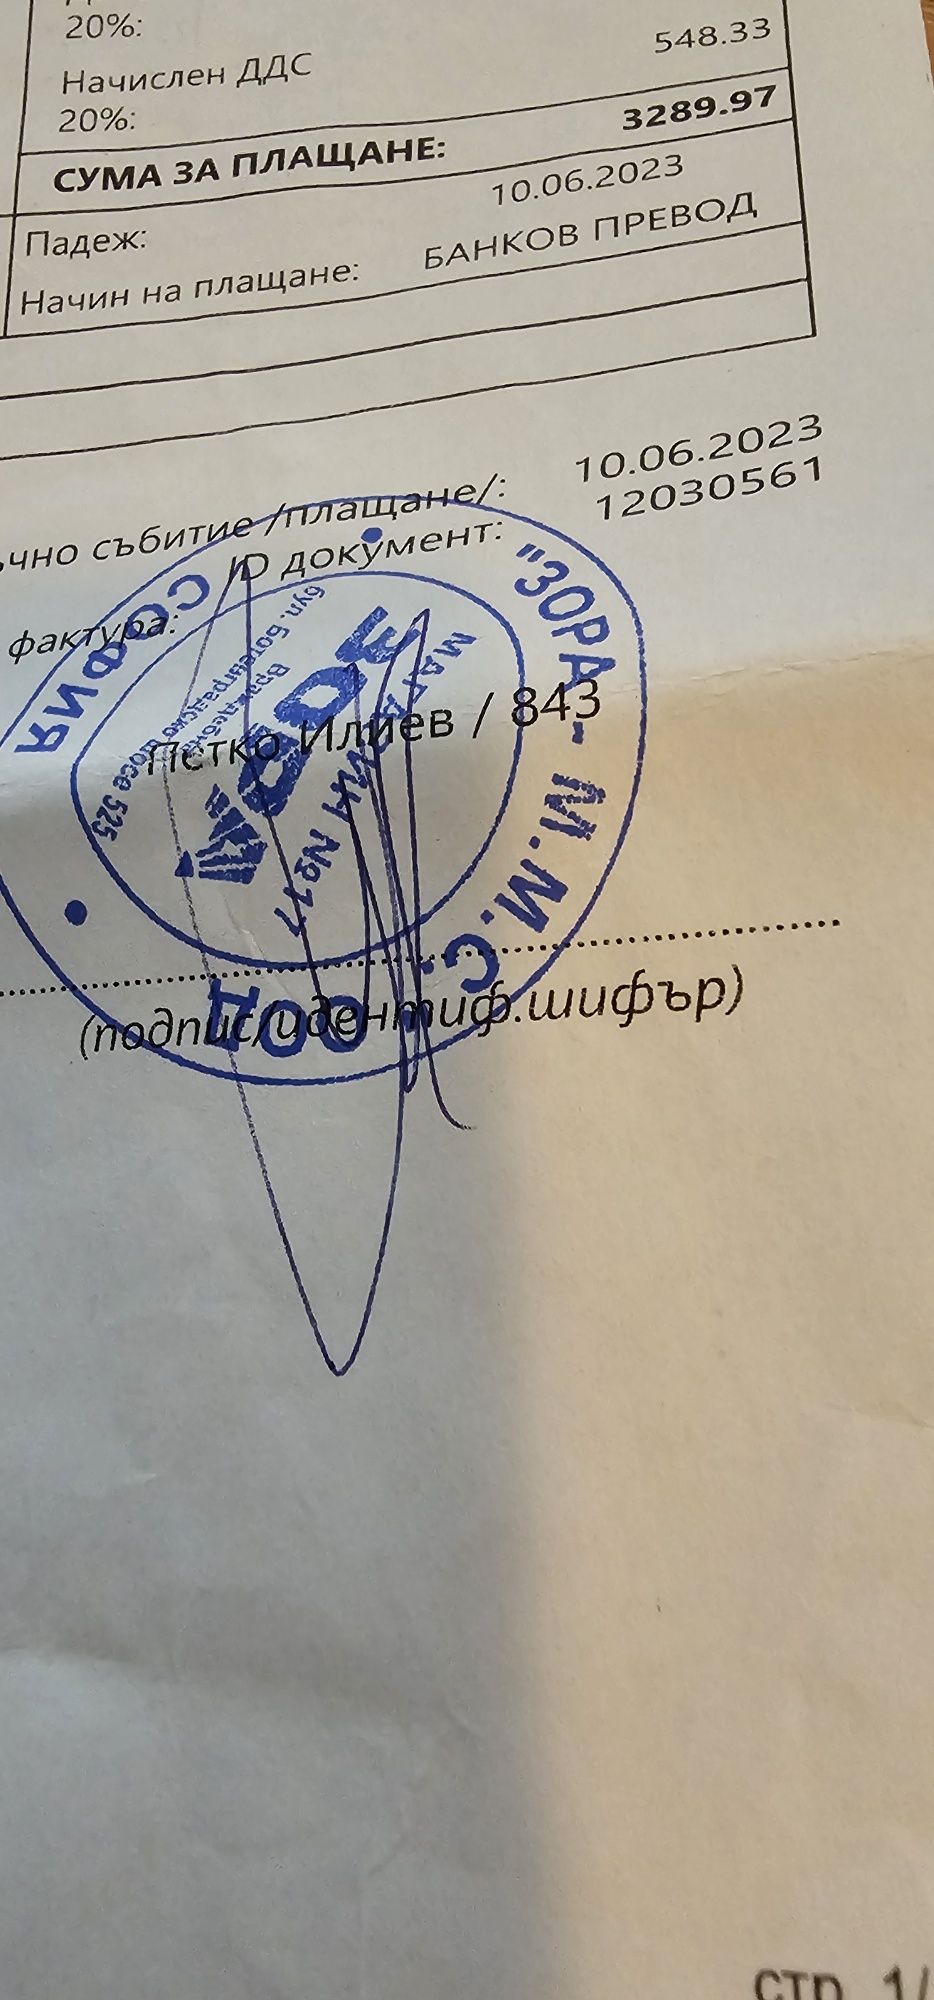 20%:
Начислен ДДС 548.33
20%:
СУМА ЗА ПЛАЩАНЕ: 3289.97
Падеж: 10.06.2023
Начин на плащане: БАНКОВ ПРЕВОД
чно събитие /плащане/: 10.06.2023
ID документ: 12030561
фактура:
Петко Илиев / 843
(подпис/идентиф.шифър)
"ЗОРА - М.М.С." ООД
СОФИЯ
МАГАЗИН №17
бул. Ботевградско шосе 525
стр. 1/